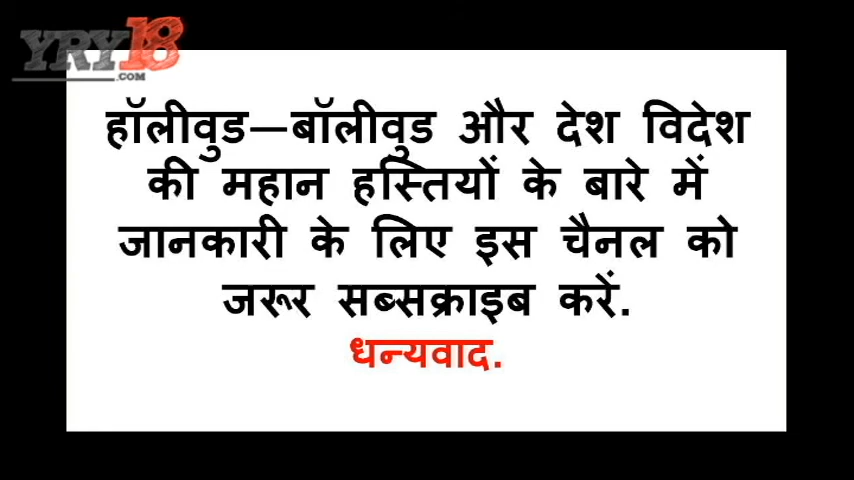 YRY18
.COM
हॉलीवुड–बॉलीवुड और देश विदेश
की महान हस्तियों के बारे में
जानकारी के लिए इस चैनल को
जरूर सब्सक्राइब करें.
धन्यवाद.